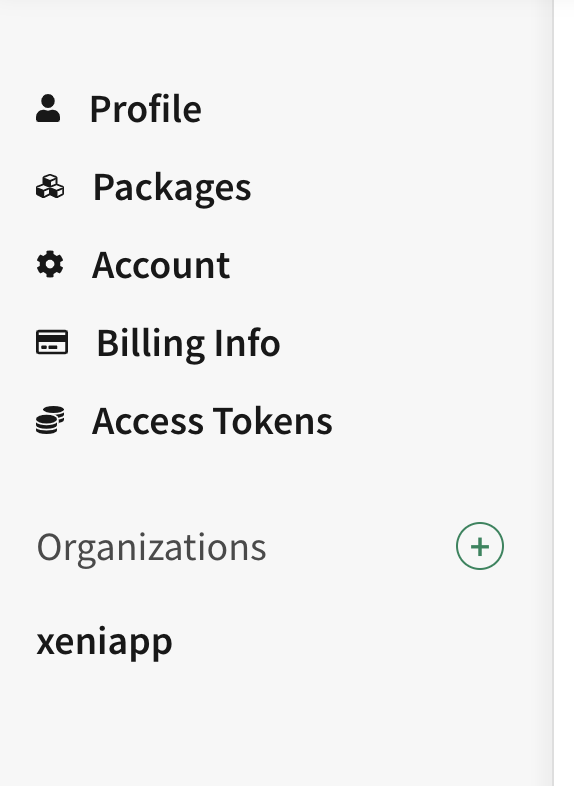 Profile
Packages
Account
Billing Info
Access Tokens
Organizations
xeniapp